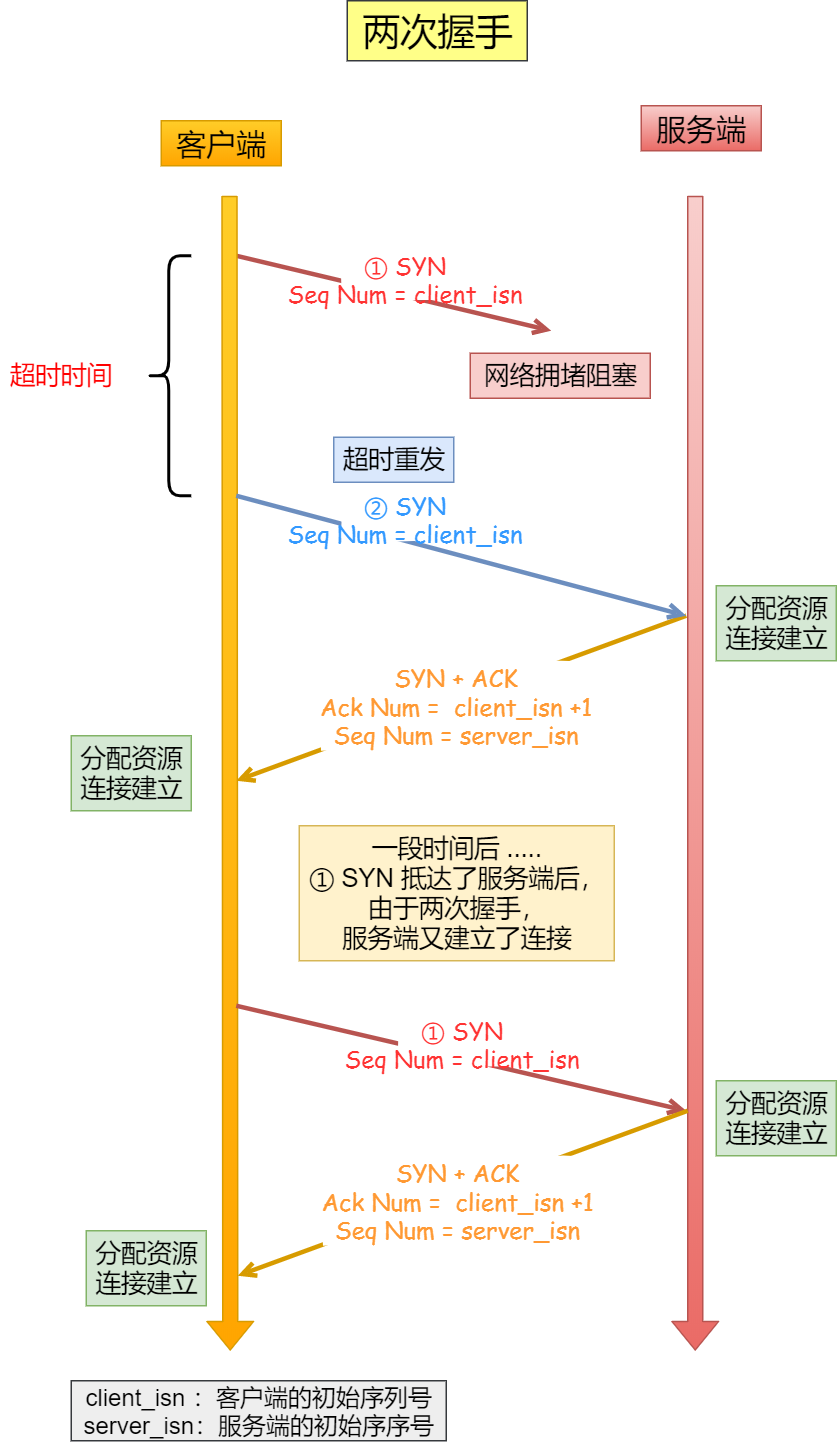 两次握手
客户端
服务端
① SYN
Seq Num = client_isn
网络拥堵阻塞
超时时间
超时重发
② SYN
Seq Num = client_isn
分配资源
连接建立
SYN + ACK
Ack Num = client_isn +1
Seq Num = server_isn
分配资源
连接建立
一段时间后 .....
① SYN 抵达了服务端后，
由于两次握手，
服务端又建立了连接
① SYN
Seq Num = client_isn
分配资源
连接建立
SYN + ACK
Ack Num = client_isn +1
Seq Num = server_isn
分配资源
连接建立
client_isn ：客户端的初始序列号
server_isn：服务端的初始序序号